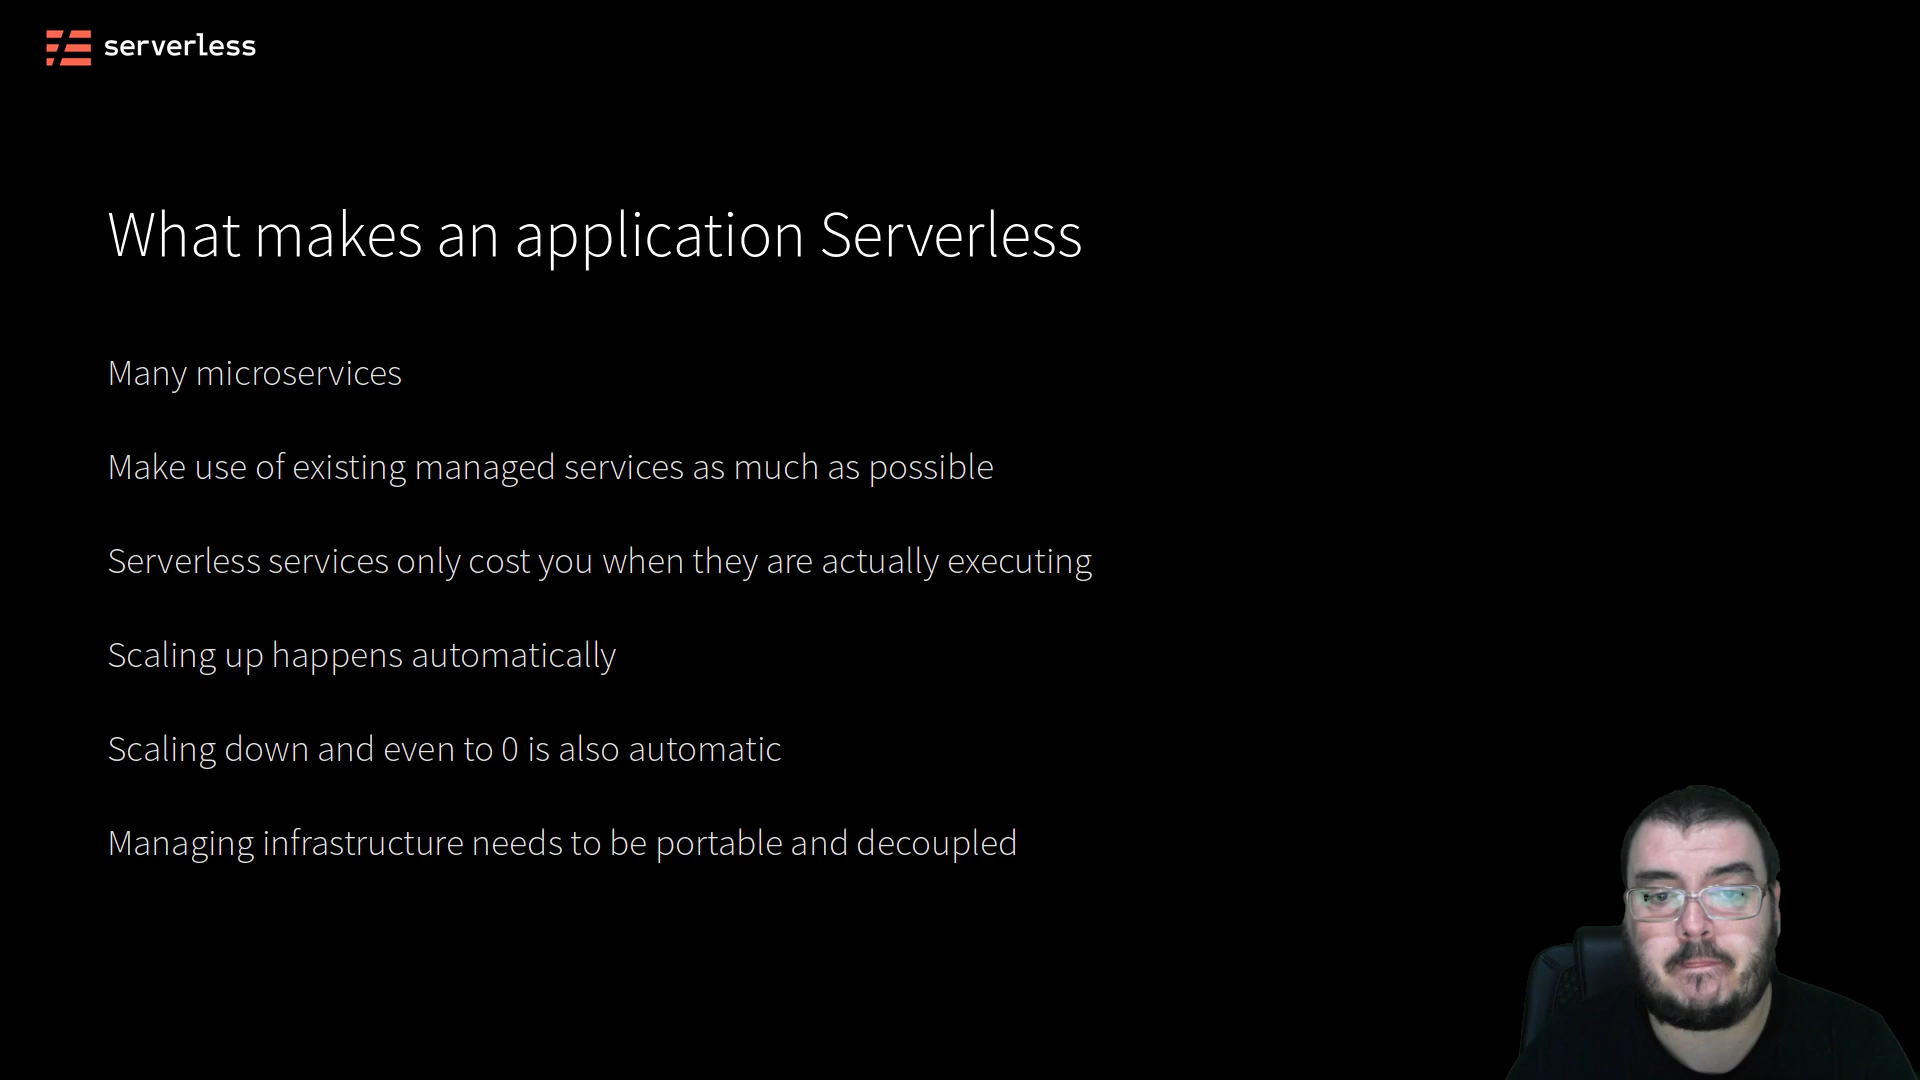 serverless
What makes an application Serverless
Many microservices
Make use of existing managed services as much as possible
Serverless services only cost you when they are actually executing
Scaling up happens automatically
Scaling down and even to 0 is also automatic
Managing infrastructure needs to be portable and decoupled